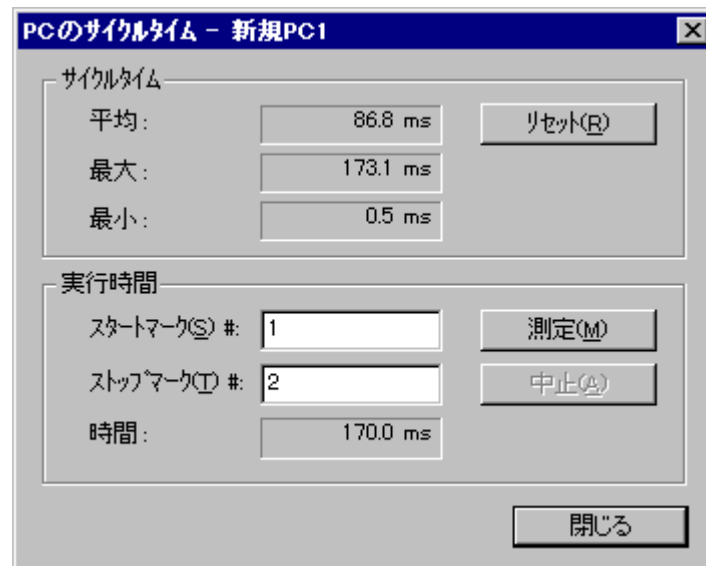 PCのサイクルタイム - 新規PC1
サイクルタイム
平均: 86.8 ms リセット(R)
最大: 173.1 ms
最小: 0.5 ms
実行時間
スタートマーク(S) #: 1 測定(M)
ストップマーク(T) #: 2 中止(A)
時間: 170.0 ms
閉じる